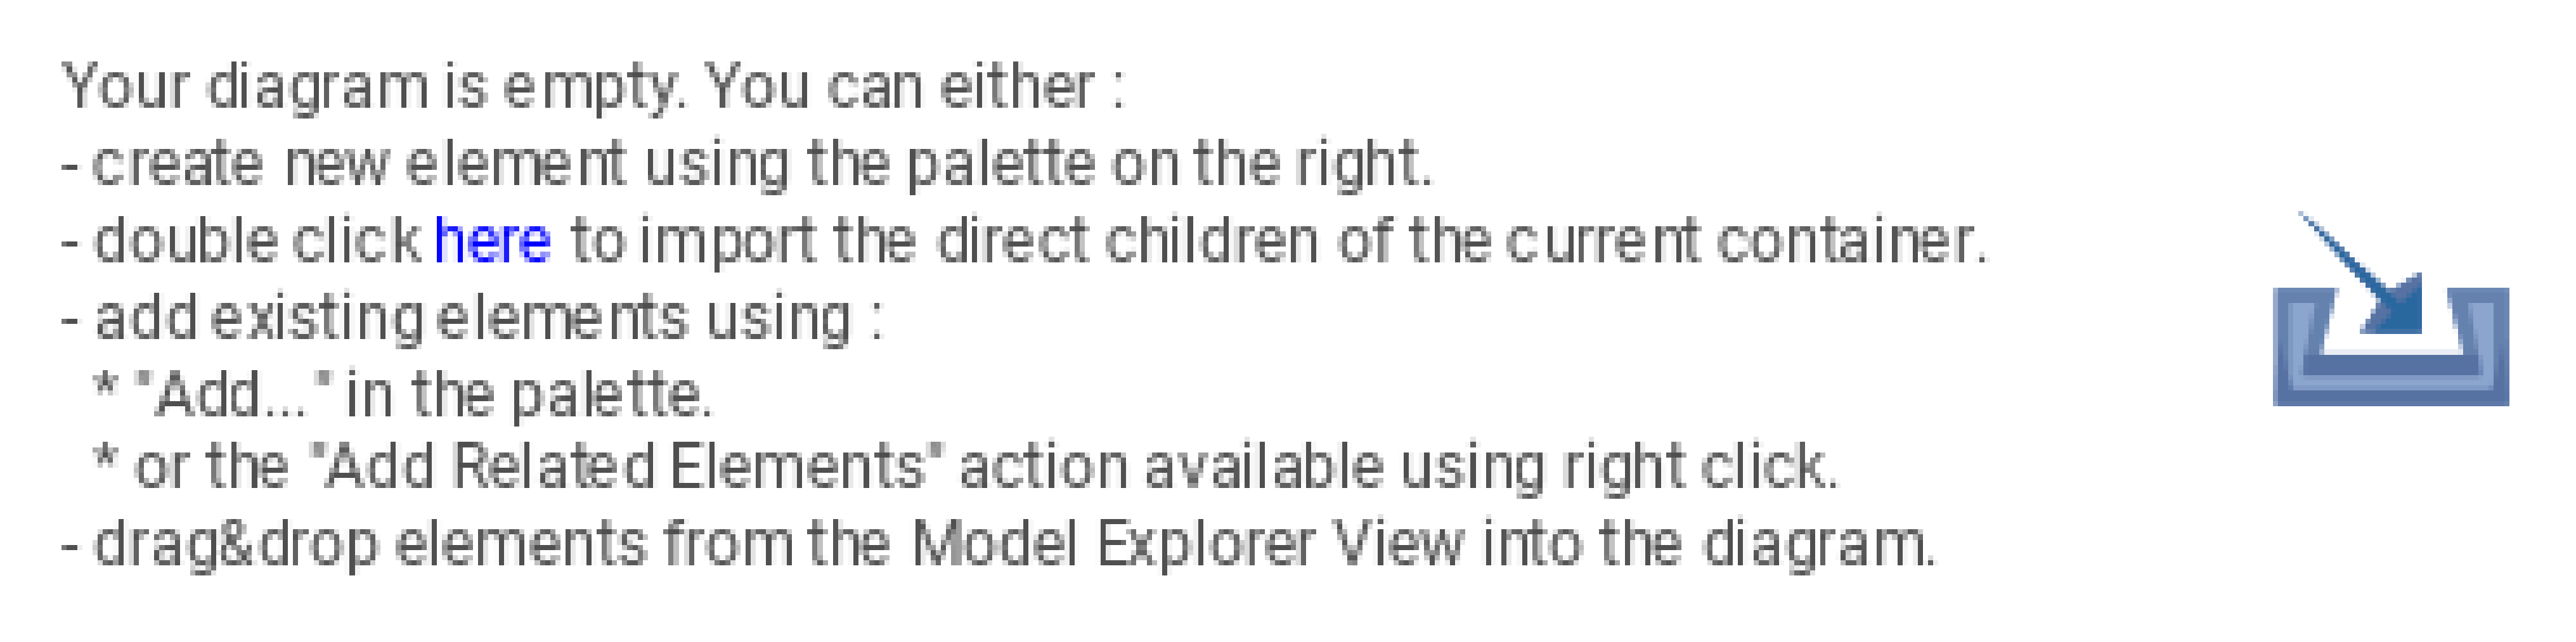 Your diagram is empty. You can either :
- create new element using the palette on the right.
- double click here to import the direct children of the current container.
- add existing elements using :
* "Add..." in the palette.
* or the "Add Related Elements" action available using right click.
- drag&drop elements from the Model Explorer View into the diagram.